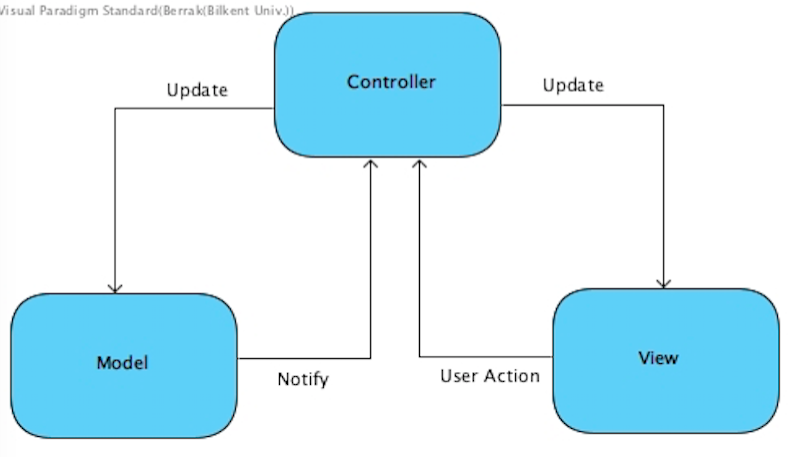 Visual Paradigm Standard(Berrak(Bilkent Univ.))
Controller
Update
Update
Model
View
Notify
User Action